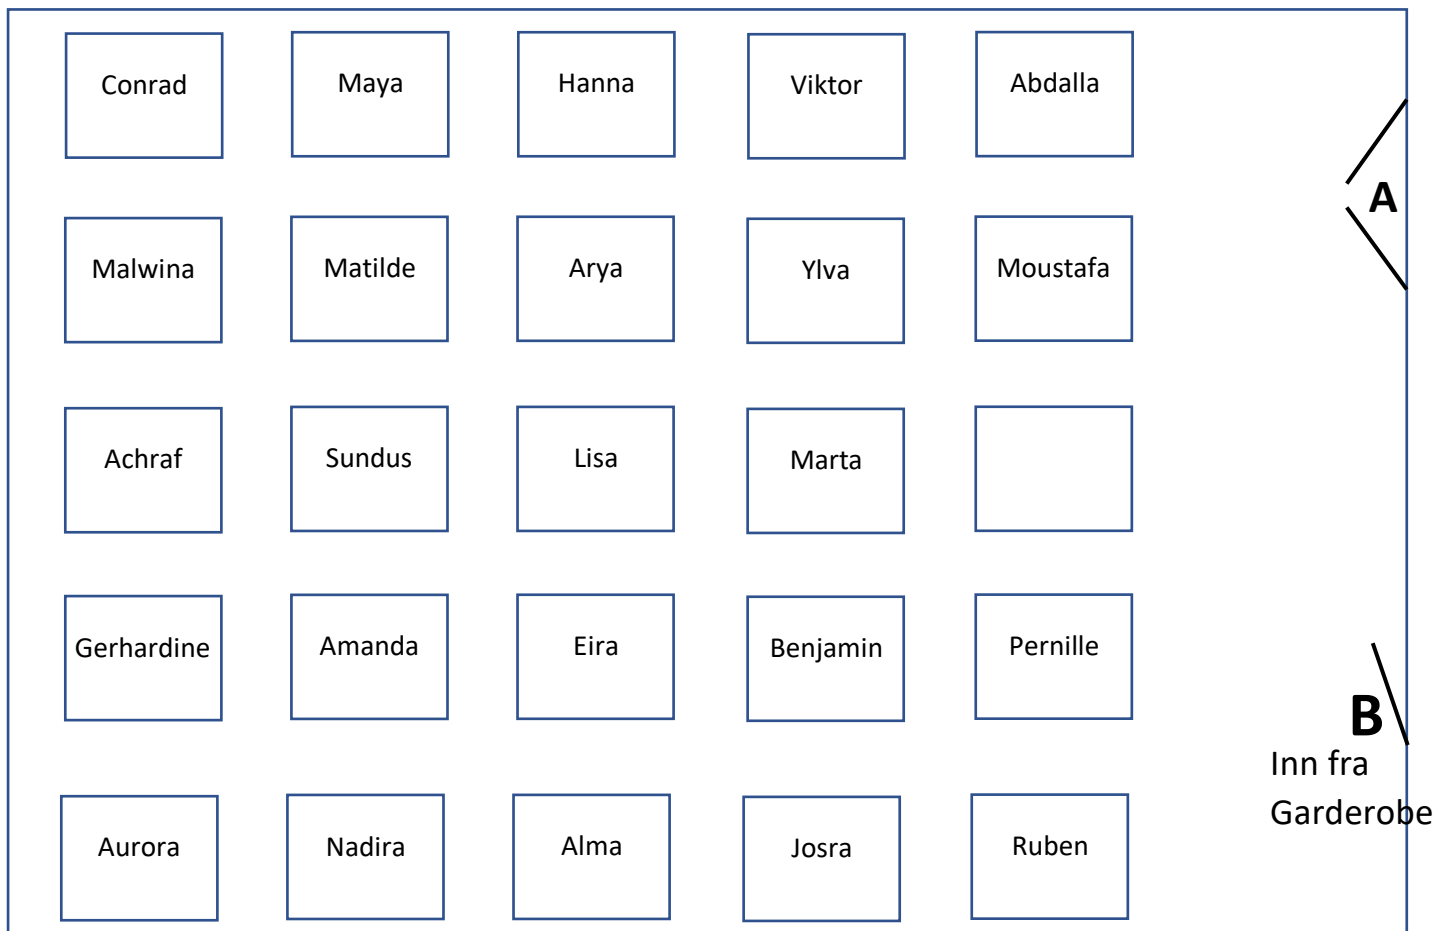 Conrad
Maya
Hanna
Viktor
Abdalla
A
Malwina
Matilde
Arya
Ylva
Moustafa
Achraf
Sundus
Lisa
Marta
Gerhardine
Amanda
Eira
Benjamin
Pernille
B
Inn fra
Garderobe
Aurora
Nadira
Alma
Josra
Ruben